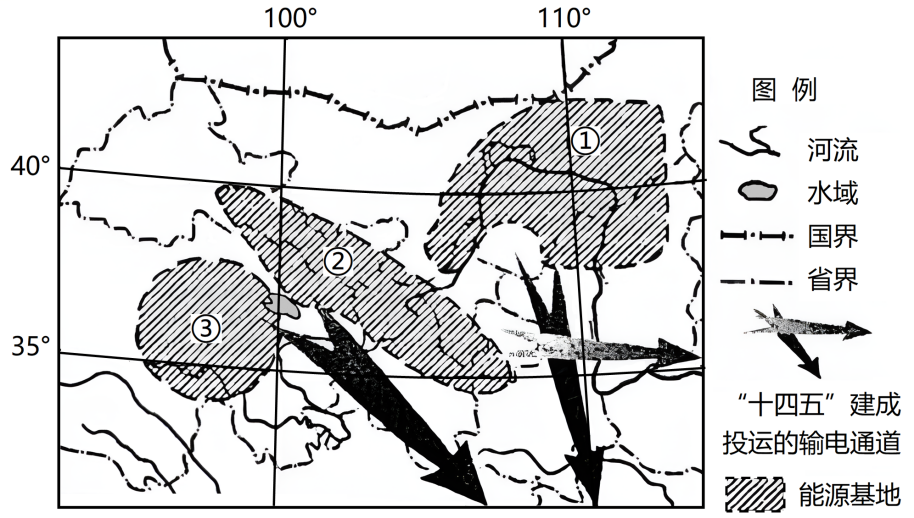 100° 110°
40°
35°
①
②
③
图 例
河流
水域
国界
省界
“十四五”建成
投运的输电通道
能源基地